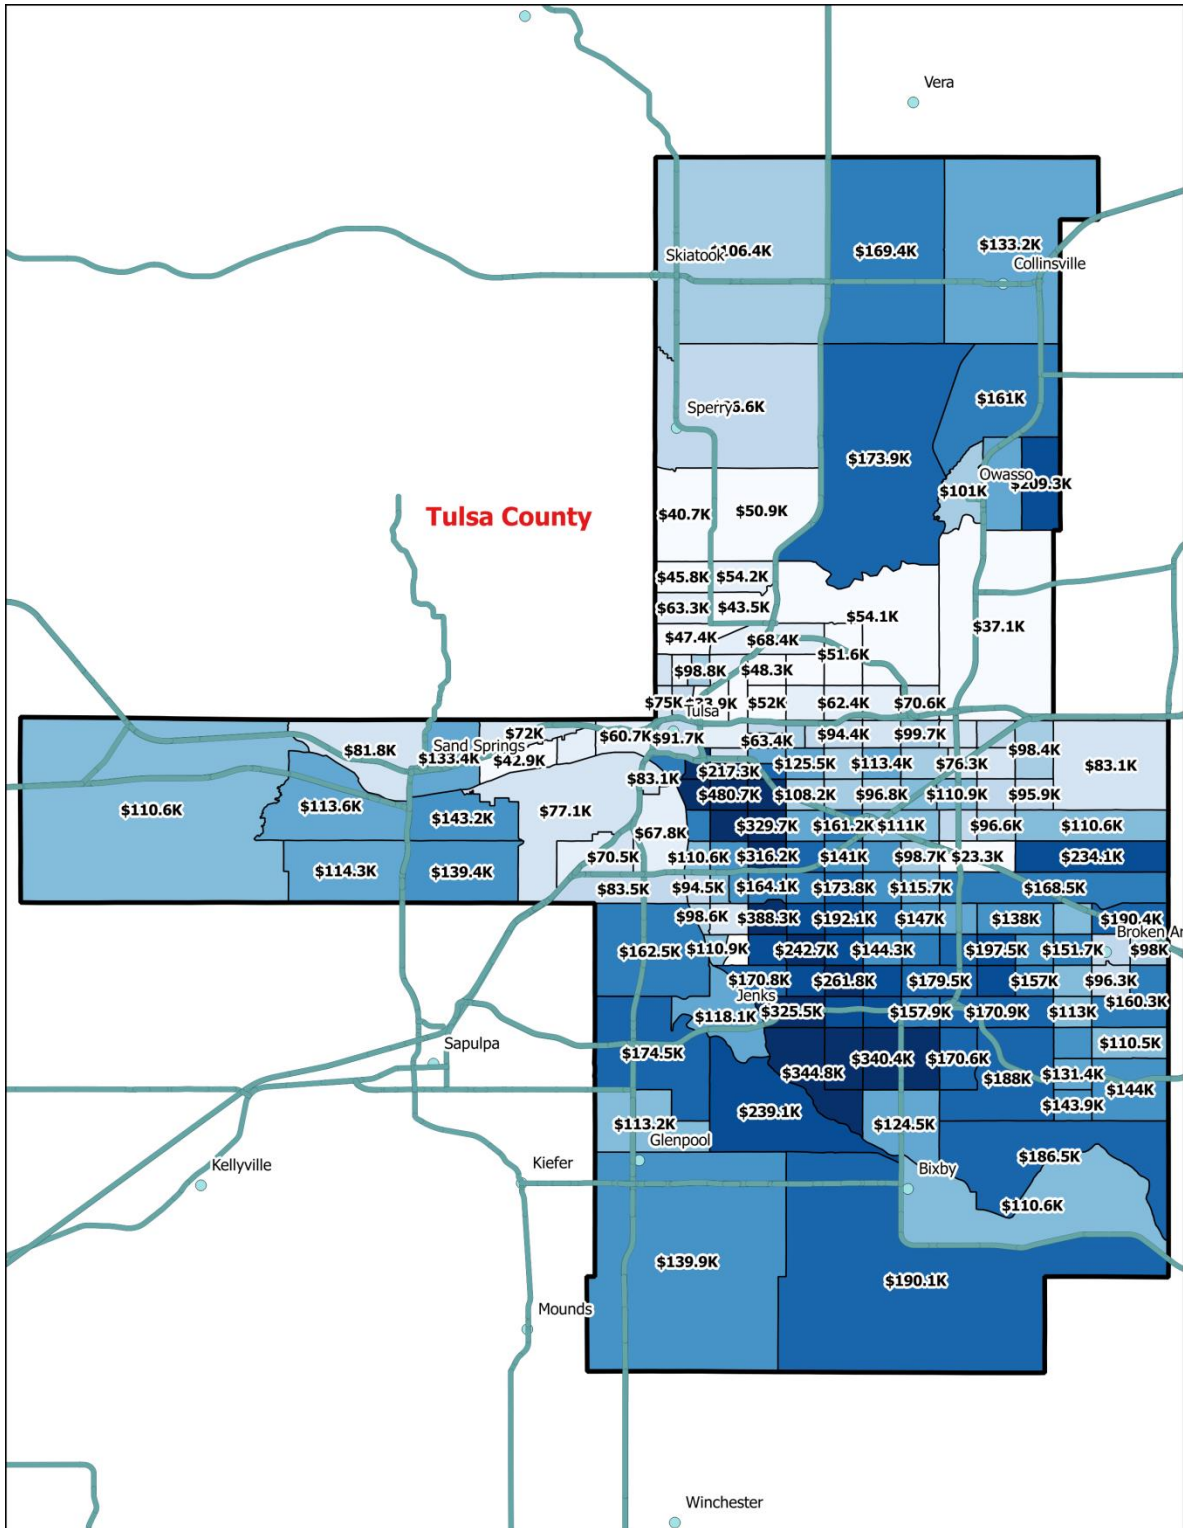 Vera
$106.4K
$169.4K
$133.2K
Skiatook
Collinsville
$161K
Sperry
$173.9K
Owasso
$101K
$209.3K
Tulsa County
$40.7K
$50.9K
$45.8K
$54.2K
$63.3K
$43.5K
$54.1K
$37.1K
$47.4K
$68.4K
$51.6K
$98.8K
$48.3K
$75K
$52K
$62.4K
$70.6K
Tulsa
$72K
$60.7K
$91.7K
$63.4K
$94.4K
$99.7K
$81.8K
Sand Springs
$133.4K
$42.9K
$98.4K
$83.1K
$217.3K
$125.5K
$113.4K
$76.3K
$83.1K
$480.7K
$108.2K
$96.8K
$110.9K
$95.9K
$110.6K
$113.6K
$143.2K
$77.1K
$67.8K
$329.7K
$161.2K
$111K
$96.6K
$110.6K
$70.5K
$110.6K
$316.2K
$141K
$98.7K
$23.3K
$234.1K
$114.3K
$139.4K
$83.5K
$94.5K
$164.1K
$173.8K
$115.7K
$168.5K
$98.6K
$388.3K
$192.1K
$147K
$138K
$190.4K
Broken Ar
$162.5K
$110.9K
$242.7K
$144.3K
$197.5K
$151.7K
$98K
$170.8K
$261.8K
$179.5K
$157K
$96.3K
Jenks
$160.3K
$118.1K
$325.5K
$157.9K
$170.9K
$113K
Sapulpa
$174.5K
$344.8K
$340.4K
$170.6K
$110.5K
$188K
$131.4K
$144K
$239.1K
$124.5K
$143.9K
$113.2K
Glenpool
$186.5K
Kellyville
Kiefer
Bixby
$110.6K
$139.9K
$190.1K
Mounds
Winchester